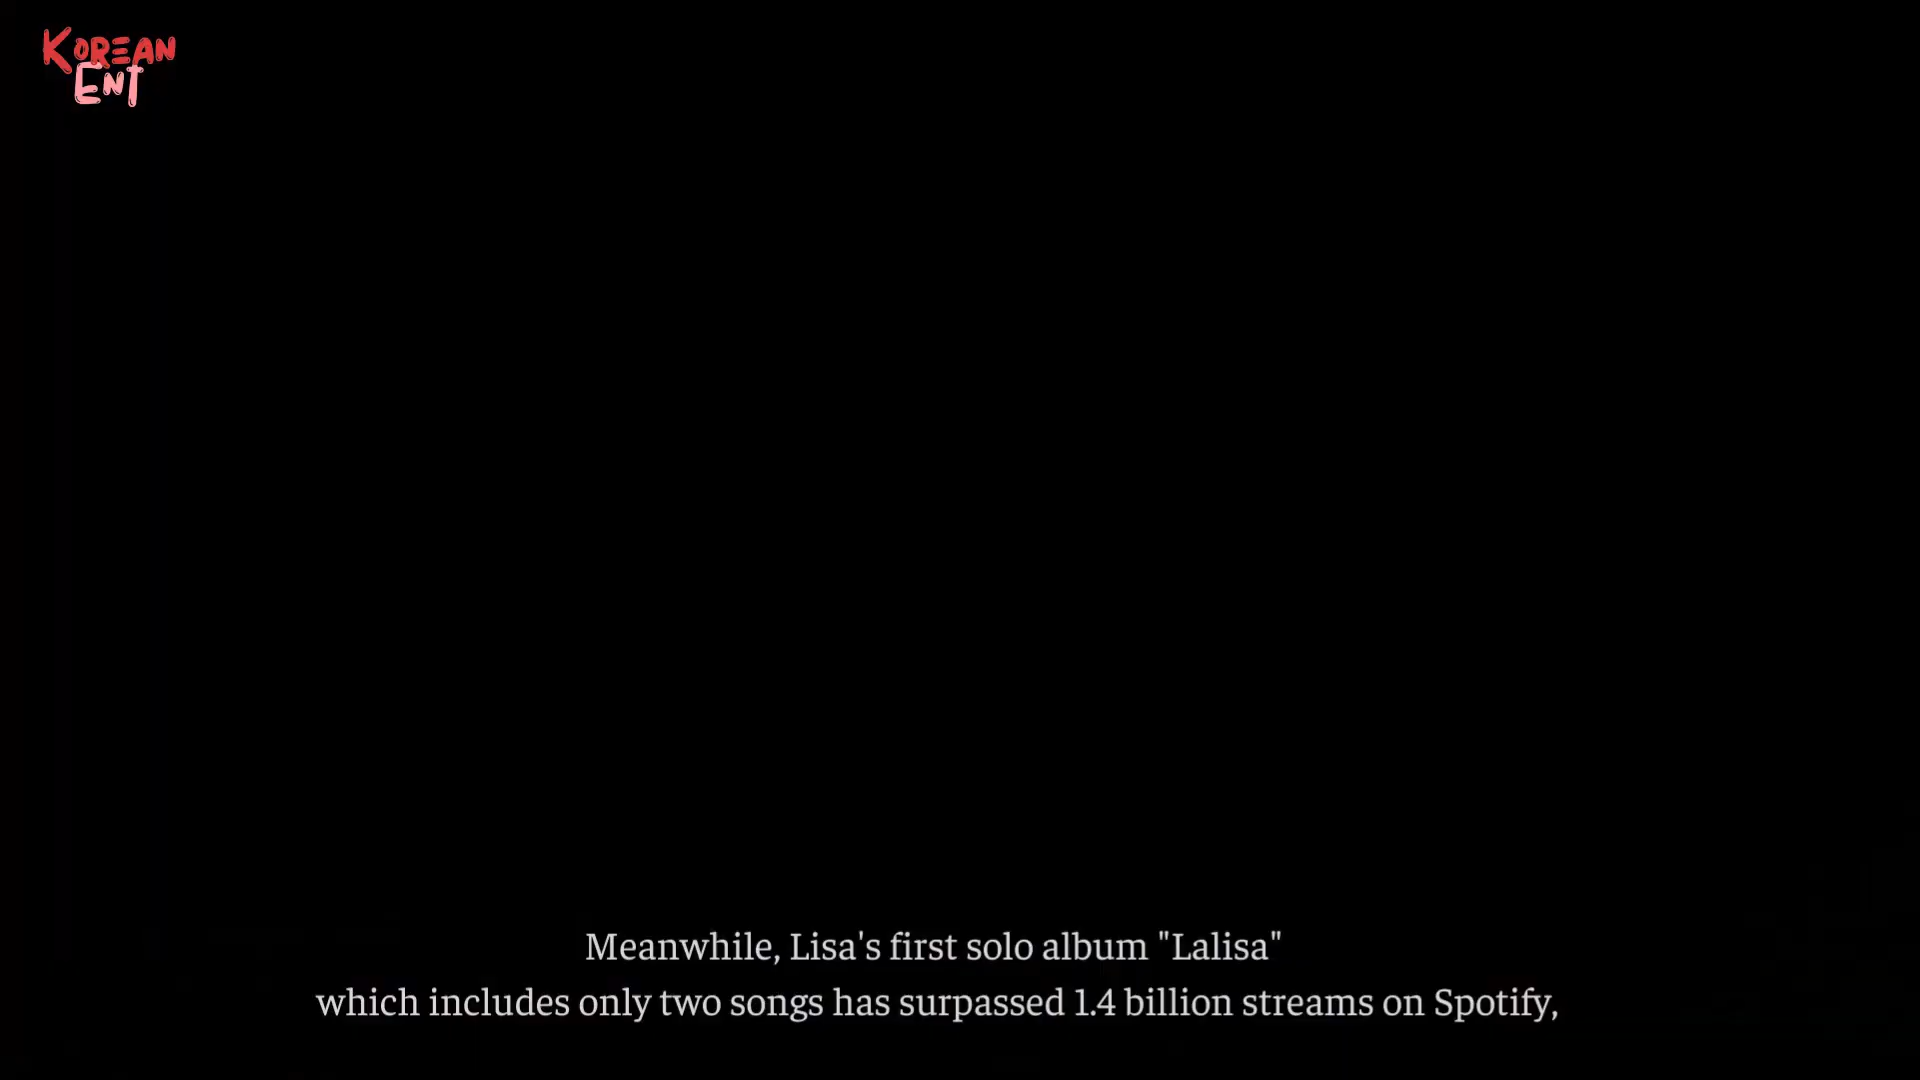 KOREAN
ENT
Meanwhile, Lisa's first solo album "Lalisa"
which includes only two songs has surpassed 1.4 billion streams on Spotify,